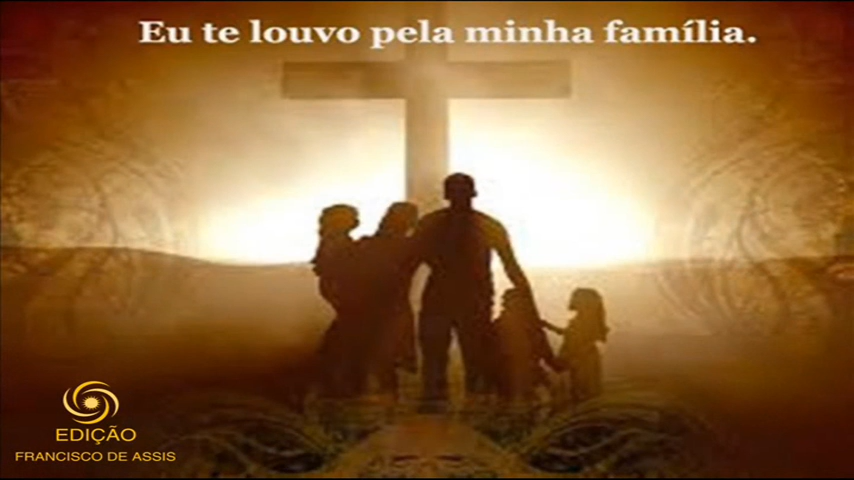 Eu te louvo pela minha família.
EDIÇÃO
FRANCISCO DE ASSIS